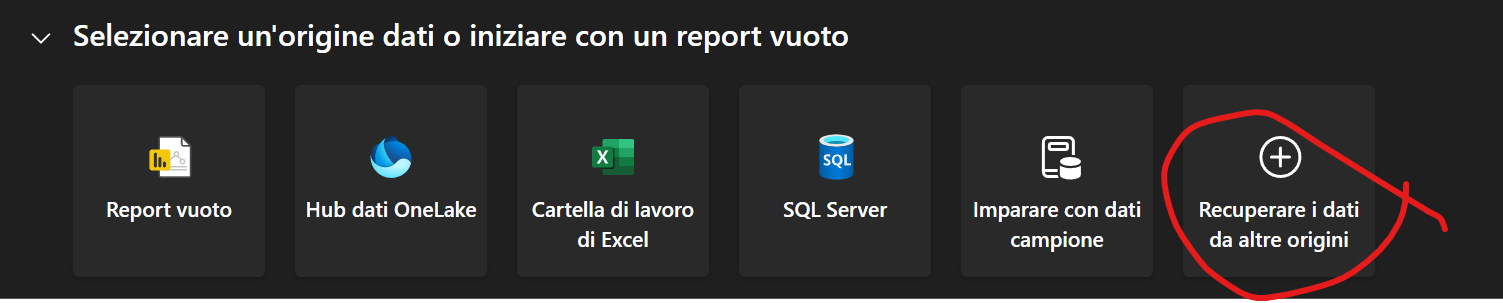 Selezionare un'origine dati o iniziare con un report vuoto
Report vuoto
Hub dati OneLake
Cartella di lavoro
di Excel
SQL
SQL Server
Imparare con dati
campione
Recuperare i dati
da altre origini